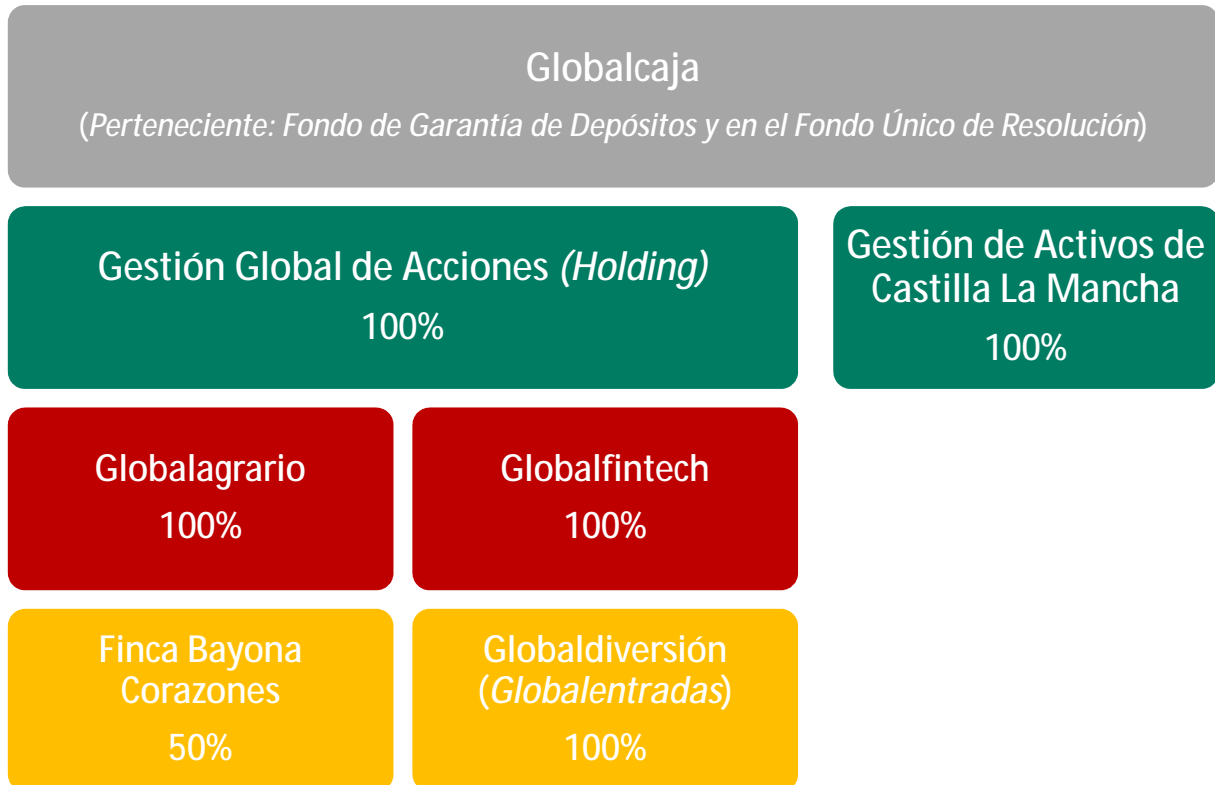 Globalcaja
(Perteneciente: Fondo de Garantía de Depósitos y en el Fondo Único de Resolución)
Gestión Global de Acciones (Holding)
100%
Gestión de Activos de
Castilla La Mancha
100%
Globalagrario
100%
Globalfintech
100%
Finca Bayona
Corazones
50%
Globaldiversión
(Globalentradas)
100%